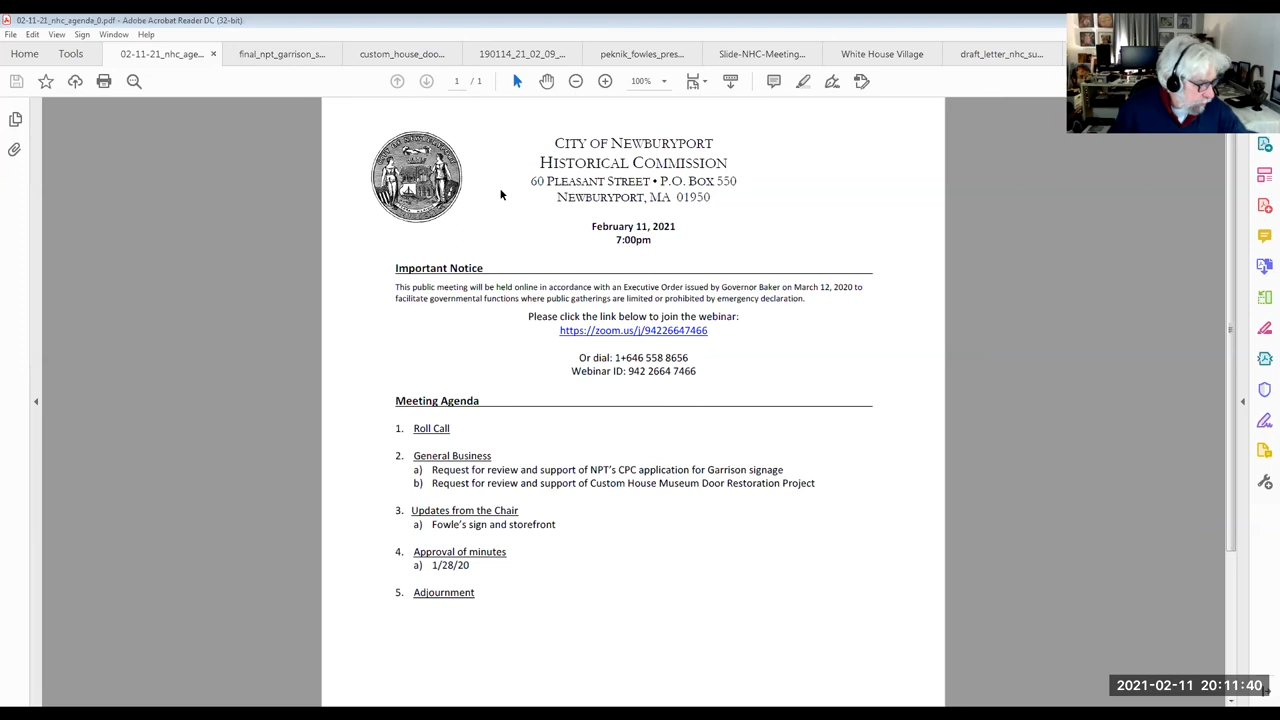 02-11-21_nhc_agenda_0.pdf - Adobe Acrobat Reader DC (32-bit)
File Edit View Sign Window Help
Home Tools 02-11-21_nhc_age... × final_npt_garrison_s... custom_house_doo... 190114_21_02_09_... peknik_fowles_pres... Slide-NHC-Meeting... White House Village draft_letter_nhc_su...
1 / 1 100%
CITY OF NEWBURYPORT
HISTORICAL COMMISSION
60 PLEASANT STREET • P.O. BOX 550
NEWBURYPORT, MA 01950
February 11, 2021
7:00pm
Important Notice
This public meeting will be held online in accordance with an Executive Order issued by Governor Baker on March 12, 2020 to
facilitate governmental functions where public gatherings are limited or prohibited by emergency declaration.
Please click the link below to join the webinar:
https://zoom.us/j/94226647466
Or dial: 1+646 558 8656
Webinar ID: 942 2664 7466
Meeting Agenda
1. Roll Call
2. General Business
a) Request for review and support of NPT's CPC application for Garrison signage
b) Request for review and support of Custom House Museum Door Restoration Project
3. Updates from the Chair
a) Fowle's sign and storefront
4. Approval of minutes
a) 1/28/20
5. Adjournment
2021-02-11 20:11:40